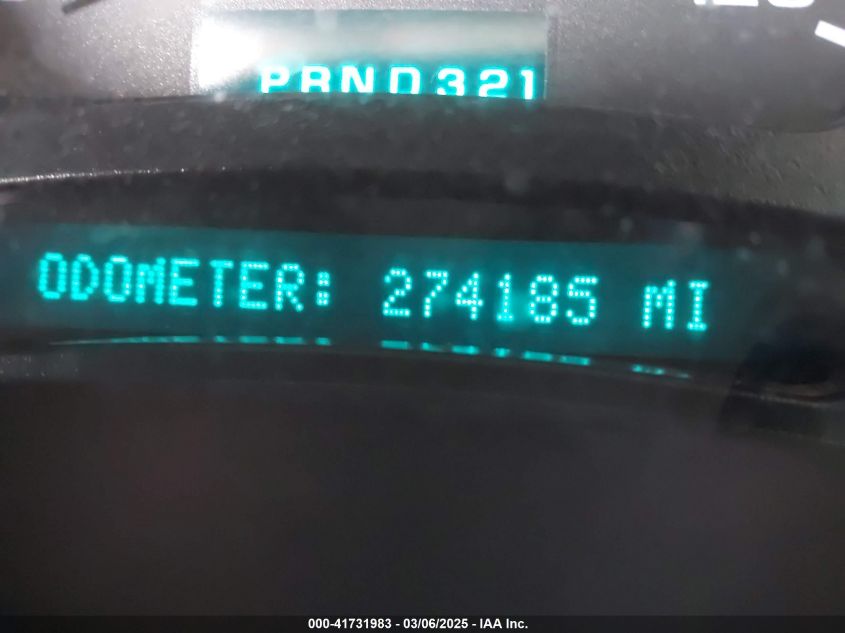 PRND321
ODOMETER: 274185 MI
000-41731983 - 03/06/2025 - IAA Inc.